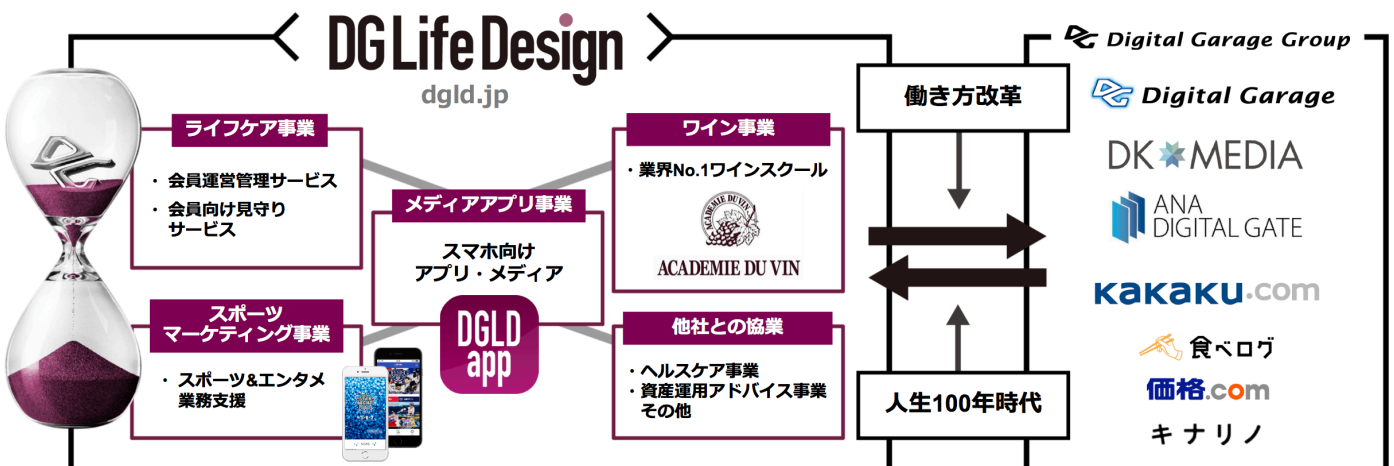 DG Life Design
dgld.jp
ライフケア事業
・ 会員運営管理サービス
・ 会員向け見守り
サービス
メディアアプリ事業
スマホ向け
アプリ・メディア
DGLD
app
ワイン事業
・業界No.1ワインスクール
ACADEMIE DU VIN
ACADEMIE DU VIN
スポーツ
マーケティング事業
・ スポーツ&エンタメ
業務支援
他社との協業
・ヘルスケア事業
・資産運用アドバイス事業
その他
働き方改革
人生100年時代
Digital Garage Group
Digital Garage
DK MEDIA
ANA
DIGITAL GATE
kakaku.com
食べログ
価格.com
キナリノ